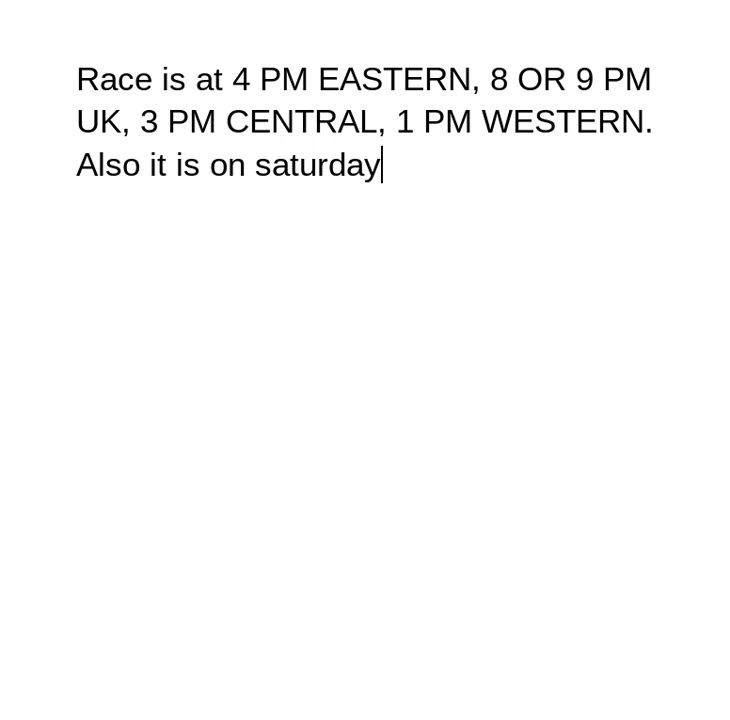 Race is at 4 PM EASTERN, 8 OR 9 PM
UK, 3 PM CENTRAL, 1 PM WESTERN.
Also it is on saturday